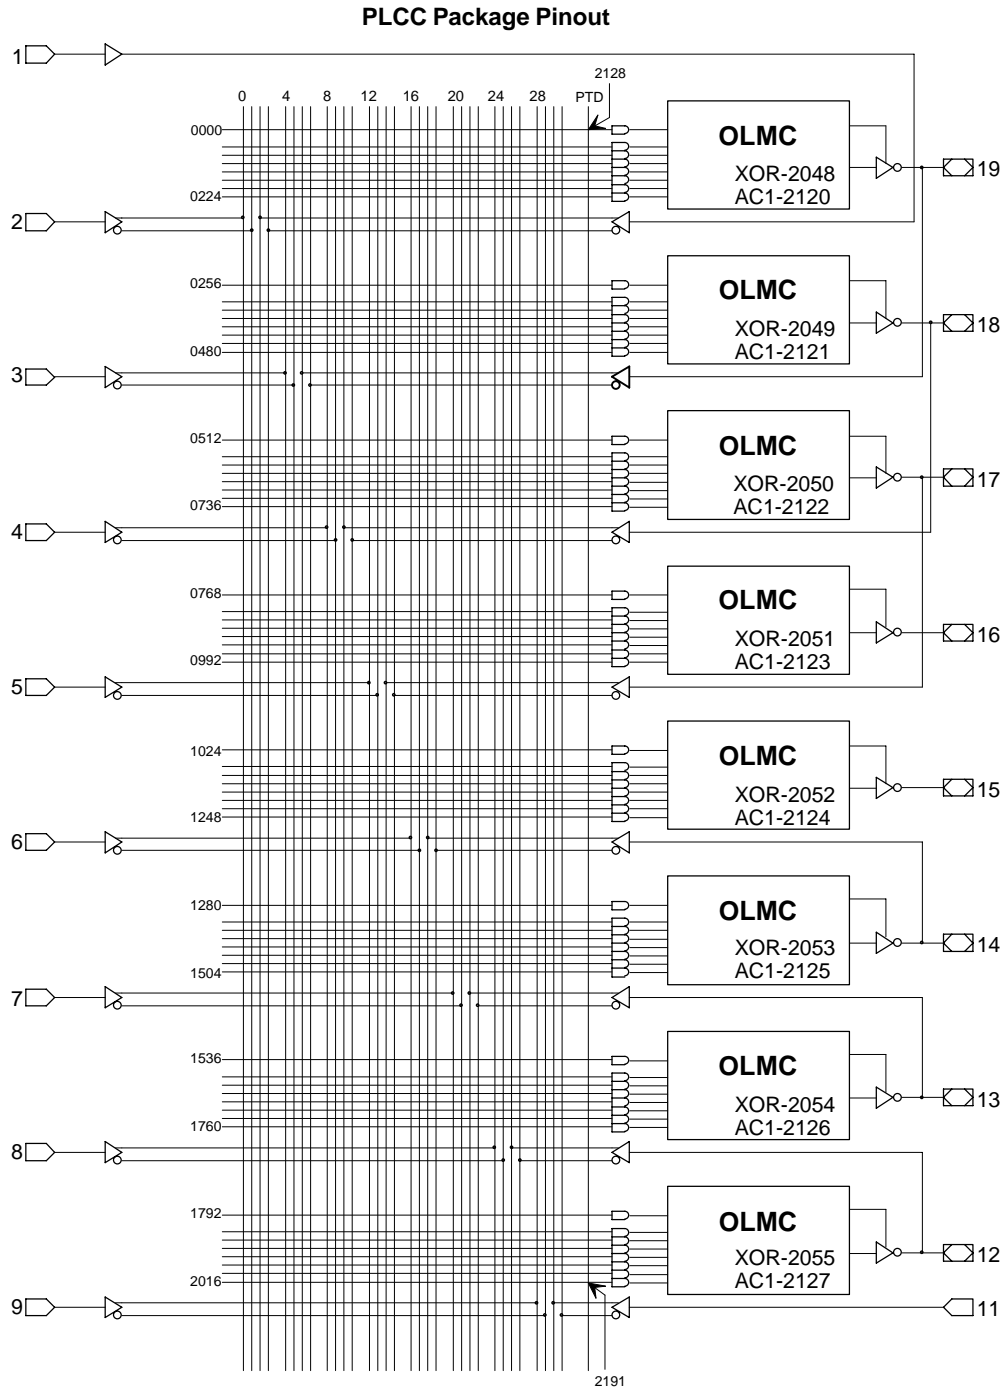 PLCC Package Pinout
1
2128
0 4 8 12 16 20 24 28 PTD
0000
OLMC
XOR-2048
AC1-2120
19
0224
2
0256
OLMC
XOR-2049
AC1-2121
18
0480
3
0512
OLMC
XOR-2050
AC1-2122
17
0736
4
0768
OLMC
XOR-2051
AC1-2123
16
0992
5
1024
OLMC
XOR-2052
AC1-2124
15
1248
6
1280
OLMC
XOR-2053
AC1-2125
14
1504
7
1536
OLMC
XOR-2054
AC1-2126
13
1760
8
1792
OLMC
XOR-2055
AC1-2127
12
2016
9
11
2191